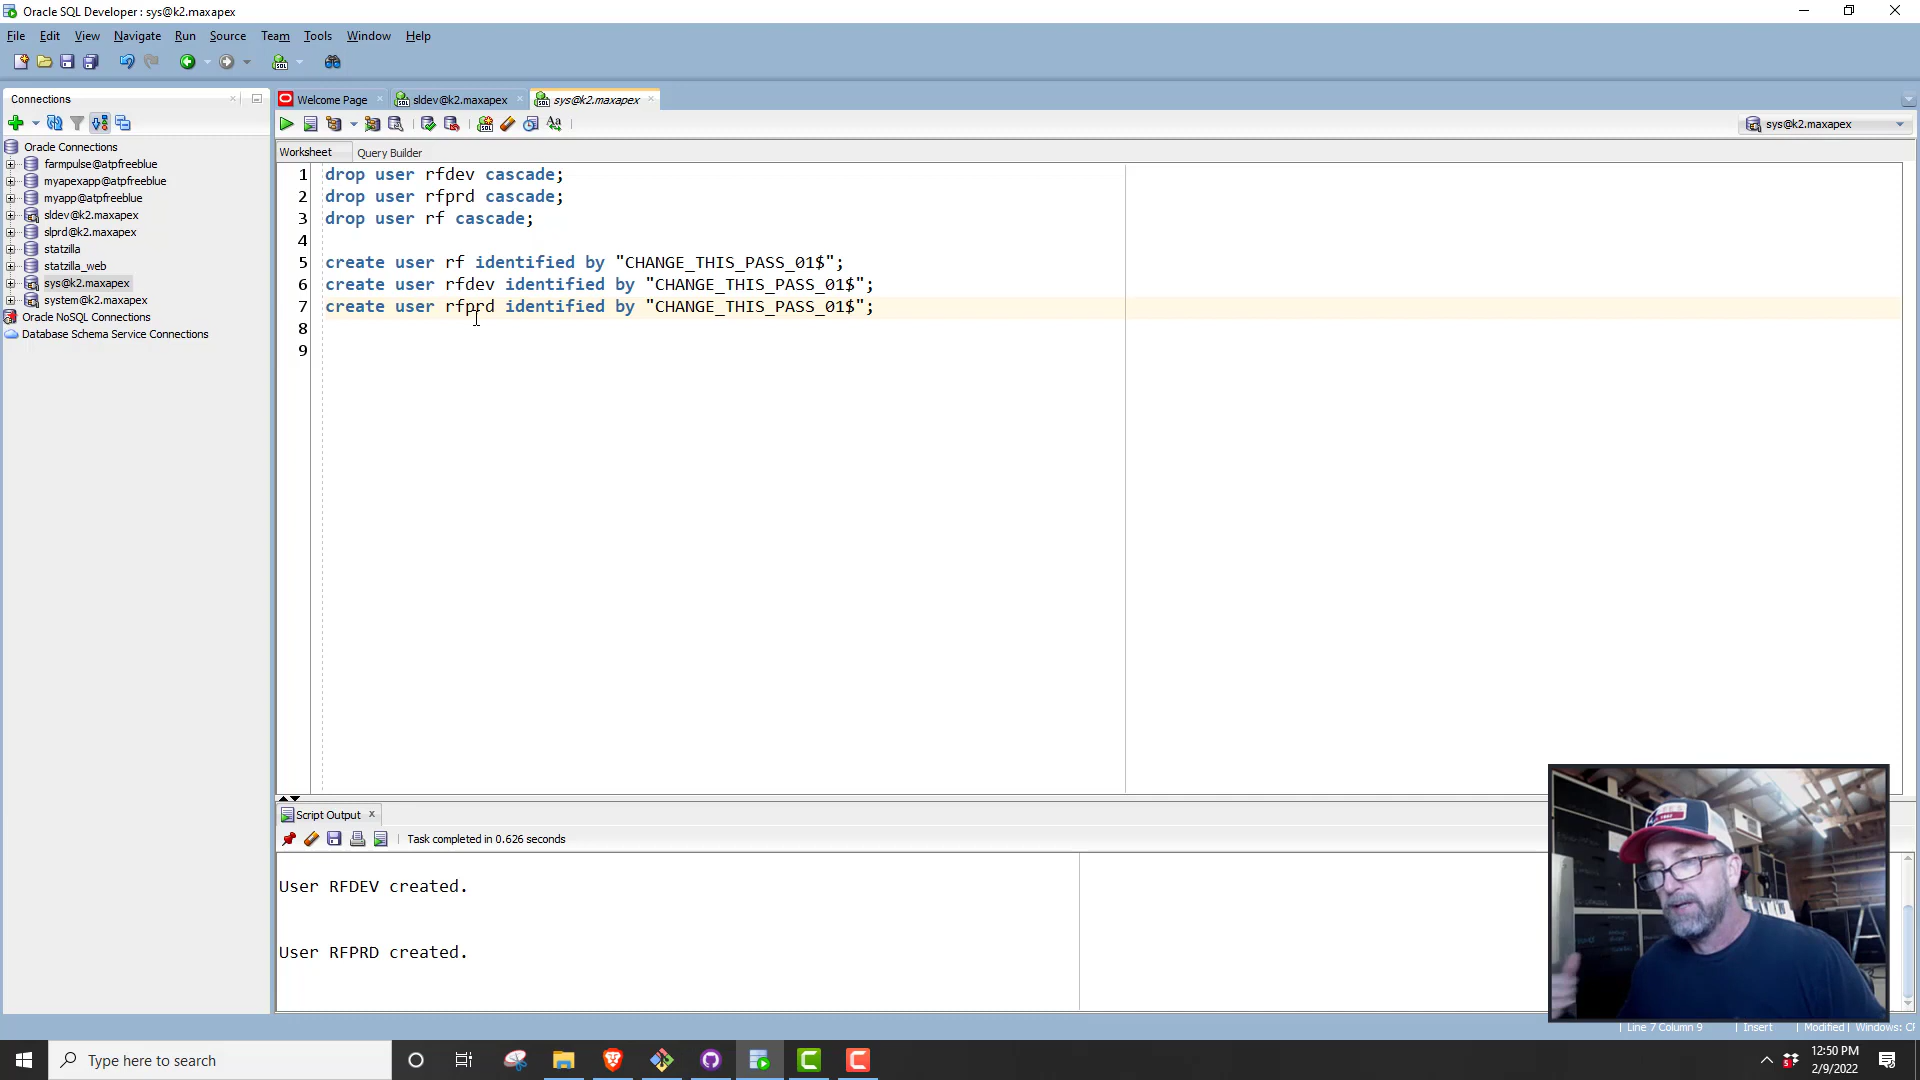 Oracle SQL Developer : sys@k2.maxapex
File Edit View Navigate Run Source Team Tools Window Help
Connections
Oracle Connections
farmpulse@atpfreeblue
myapexapp@atpfreeblue
myapp@atpfreeblue
sldev@k2.maxapex
slprd@k2.maxapex
statzilla
statzilla_web
sys@k2.maxapex
system@k2.maxapex
Oracle NoSQL Connections
Database Schema Service Connections
Welcome Page sldev@k2.maxapex sys@k2.maxapex
sys@k2.maxapex
Worksheet Query Builder
1 drop user rfdev cascade;
2 drop user rfprd cascade;
3 drop user rf cascade;
4
5 create user rf identified by "CHANGE_THIS_PASS_01$";
6 create user rfdev identified by "CHANGE_THIS_PASS_01$";
7 create user rfprd identified by "CHANGE_THIS_PASS_01$";
8
9
Script Output
Task completed in 0.626 seconds
User RFDEV created.
User RFPRD created.
Line 7 Column 9 Insert Modified Windows: CF
Type here to search
12:50 PM
2/9/2022